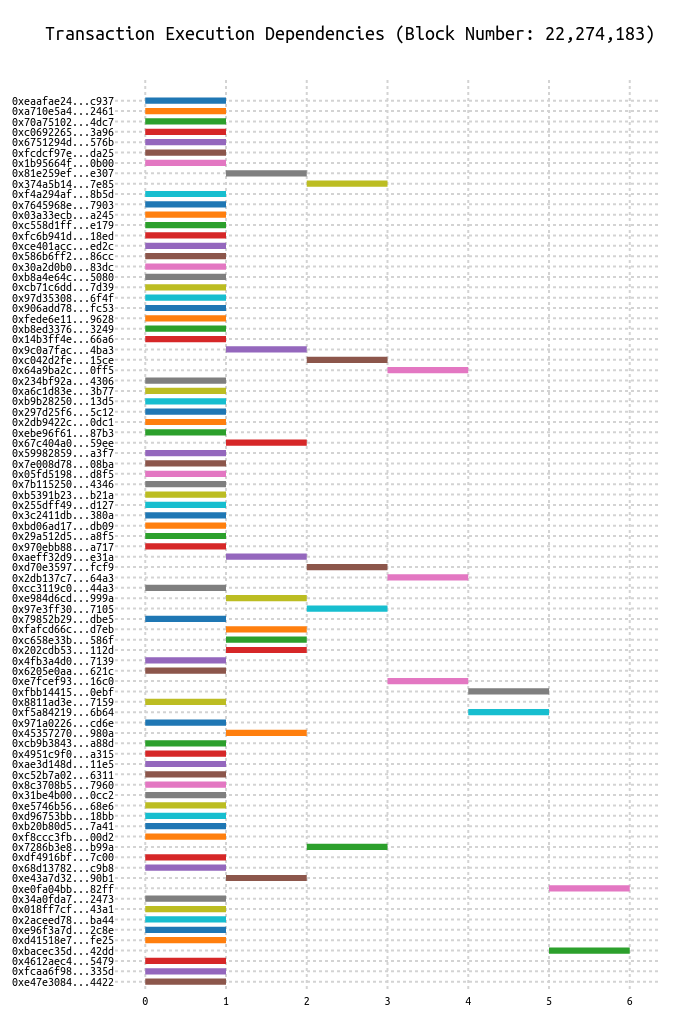 Transaction Execution Dependencies (Block Number: 22,274,183)
0xeaafae24...c937
0xa710e5a4...2461
0x70a75102...4dc7
0xc0692265...3a96
0x6751294d...576b
0xfcdcf97e...da25
0x1b95664f...0b00
0x81e259ef...e307
0x374a5b14...7e85
0xf4a294af...8b5d
0x7645968e...7903
0x03a33ecb...a245
0xc558d1ff...e179
0xfc6b941d...18ed
0xce401acc...ed2c
0x586b6ff2...86cc
0x30a2d0b0...83dc
0xb8a4e64c...5080
0xcb71c6dd...7d39
0x97d35308...6f4f
0x906add78...fc53
0xfede6e11...9628
0xb8ed3376...3249
0x14b3ff4e...66a6
0x9c0a7fac...4ba3
0xc042d2fe...15ce
0x64a9ba2c...0ff5
0x234bf92a...4306
0xa6c1d83e...3b77
0xb9b28250...13d5
0x297d25f6...5c12
0x2db9422c...0dc1
0xebe96f61...87b3
0x67c404a0...59ee
0x59982859...a3f7
0x7e008d78...08ba
0x05fd5198...d8f5
0x7b115250...4346
0xb5391b23...b21a
0x255dff49...d127
0x3c2411db...380a
0xbd06ad17...db09
0x29a512d5...a8f5
0x970ebb88...a717
0xaeff32d9...e31a
0xd70e3597...fcf9
0x2db137c7...64a3
0xcc3119c0...44a3
0xe984d6cd...999a
0x97e3ff30...7105
0x79852b29...dbe5
0xfafcd66c...d7eb
0xc658e33b...586f
0x202cdb53...112d
0x4fb3a4d0...7139
0x6205e0aa...621c
0xe7fcef93...16c0
0xfbb14415...0ebf
0x8811ad3e...7159
0xf5a84219...6b64
0x971a0226...cd6e
0x45357270...980a
0xcb9b3843...a88d
0x4951c9f0...a315
0xae3d148d...11e5
0xc52b7a02...6311
0x8c3708b5...7960
0x31be4b00...0cc2
0xe5746b56...68e6
0xd96753bb...18bb
0xb20b80d5...7a41
0xf8ccc3fb...00d2
0x7286b3e8...b99a
0xdf4916bf...7c00
0x68d13782...c9b8
0xe43a7d32...90b1
0xe0fa04bb...82ff
0x34a0fda7...2473
0x018ff7cf...43a1
0x2aceed78...ba44
0xe96f3a7d...2c8e
0xd41518e7...fe25
0xbacec35d...42dd
0x4612aec4...5479
0xfcaa6f98...335d
0xe47e3084...4422
0 1 2 3 4 5 6